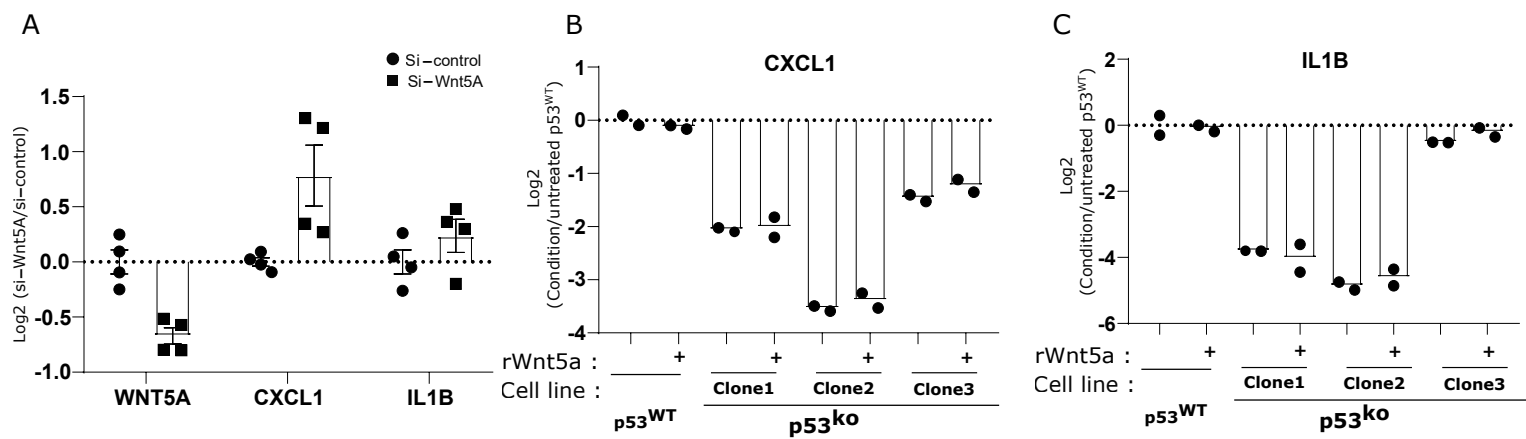 A
Si−control
Si−Wnt5A
Log2 (si−Wnt5A/si−control)
1.5
1.0
0.5
0.0
-0.5
-1.0
WNT5A
CXCL1
IL1B
B
CXCL1
Log2
(Condition/untreated p53WT)
1
0
-1
-2
-3
-4
rWnt5a :
+
+
+
+
Cell line :
Clone1
Clone2
Clone3
p53WT
p53ko
C
IL1B
Log2
(Condition/untreated p53WT)
2
0
-2
-4
-6
rWnt5a :
+
+
+
+
Cell line :
Clone1
Clone2
Clone3
p53WT
p53ko